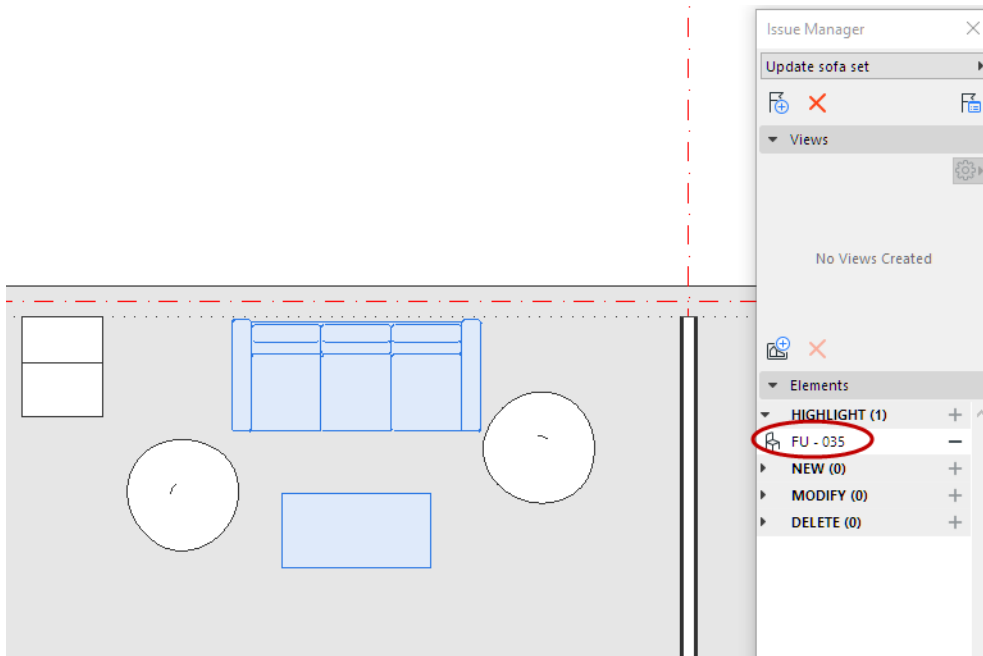 Issue Manager
Update sofa set
Views
No Views Created
Elements
HIGHLIGHT (1)
FU - 035
NEW (0)
MODIFY (0)
DELETE (0)